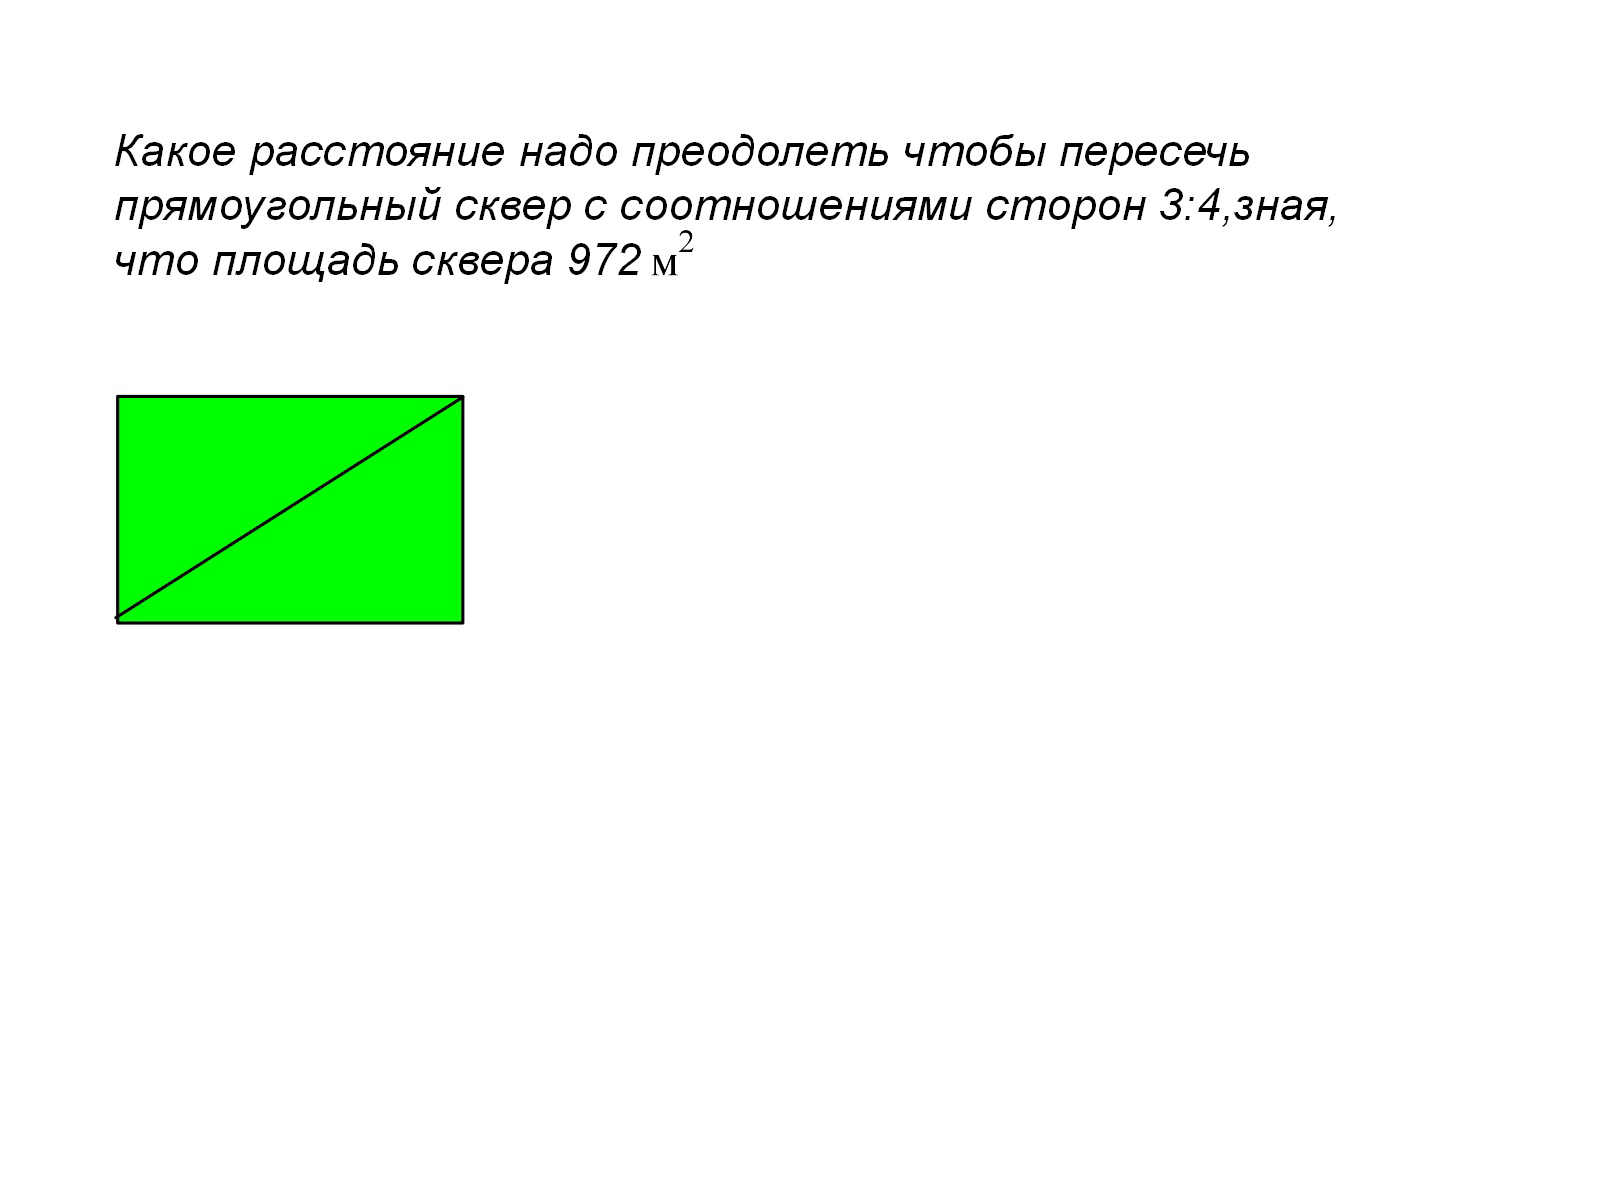 Какое расстояние надо преодолеть чтобы пересечь
прямоугольный сквер с соотношениями сторон 3:4,зная,
что площадь сквера 972 м²